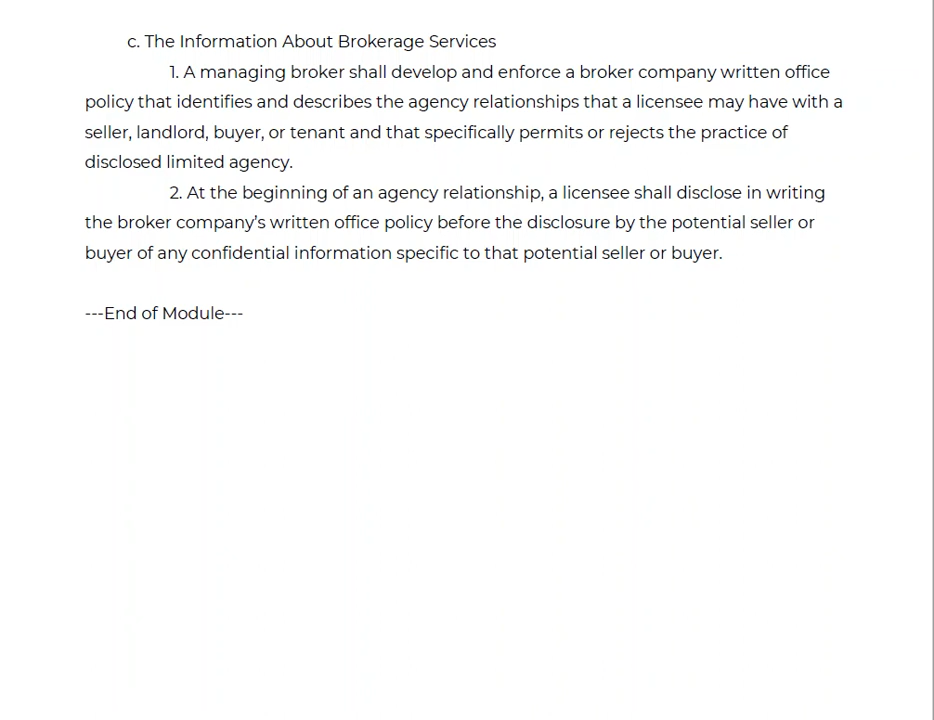 c. The Information About Brokerage Services
1. A managing broker shall develop and enforce a broker company written office
policy that identifies and describes the agency relationships that a licensee may have with a
seller, landlord, buyer, or tenant and that specifically permits or rejects the practice of
disclosed limited agency.
2. At the beginning of an agency relationship, a licensee shall disclose in writing
the broker company's written office policy before the disclosure by the potential seller or
buyer of any confidential information specific to that potential seller or buyer.
---End of Module---